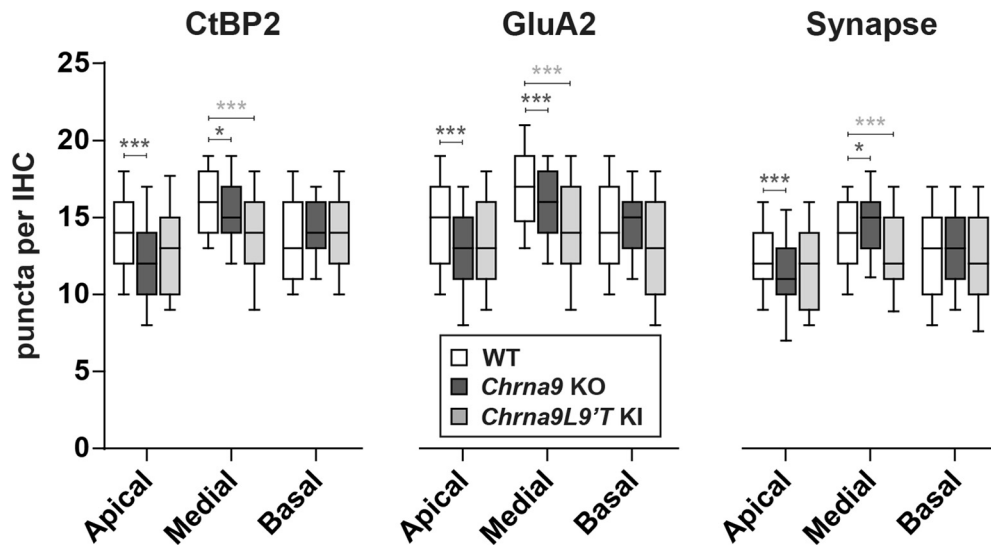 CtBP2 GluA2 Synapse
puncta per IHC
25
20
15
10
5
0
*** * ***
*** *** ***
*** * ***
WT
Chrna9 KO
Chrna9L9’T KI
Apical Medial Basal
Apical Medial Basal
Apical Medial Basal